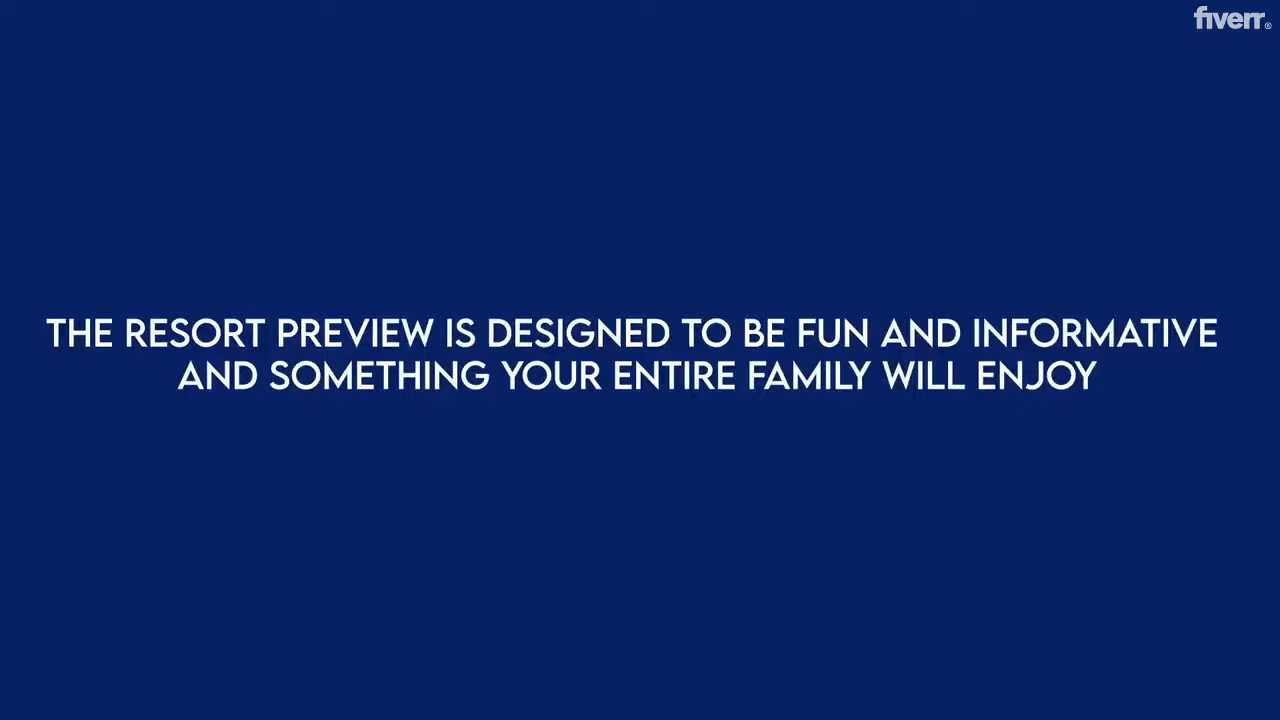 fiverr®
THE RESORT PREVIEW IS DESIGNED TO BE FUN AND INFORMATIVE
AND SOMETHING YOUR ENTIRE FAMILY WILL ENJOY